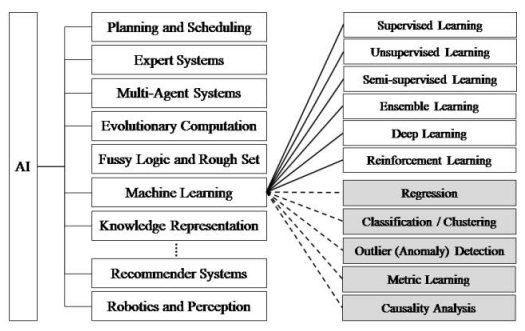 AI
Planning and Scheduling
Expert Systems
Multi-Agent Systems
Evolutionary Computation
Fussy Logic and Rough Set
Machine Learning
Knowledge Representation
Recommender Systems
Robotics and Perception
Supervised Learning
Unsupervised Learning
Semi-supervised Learning
Ensemble Learning
Deep Learning
Reinforcement Learning
Regression
Classification / Clustering
Outlier (Anomaly) Detection
Metric Learning
Causality Analysis